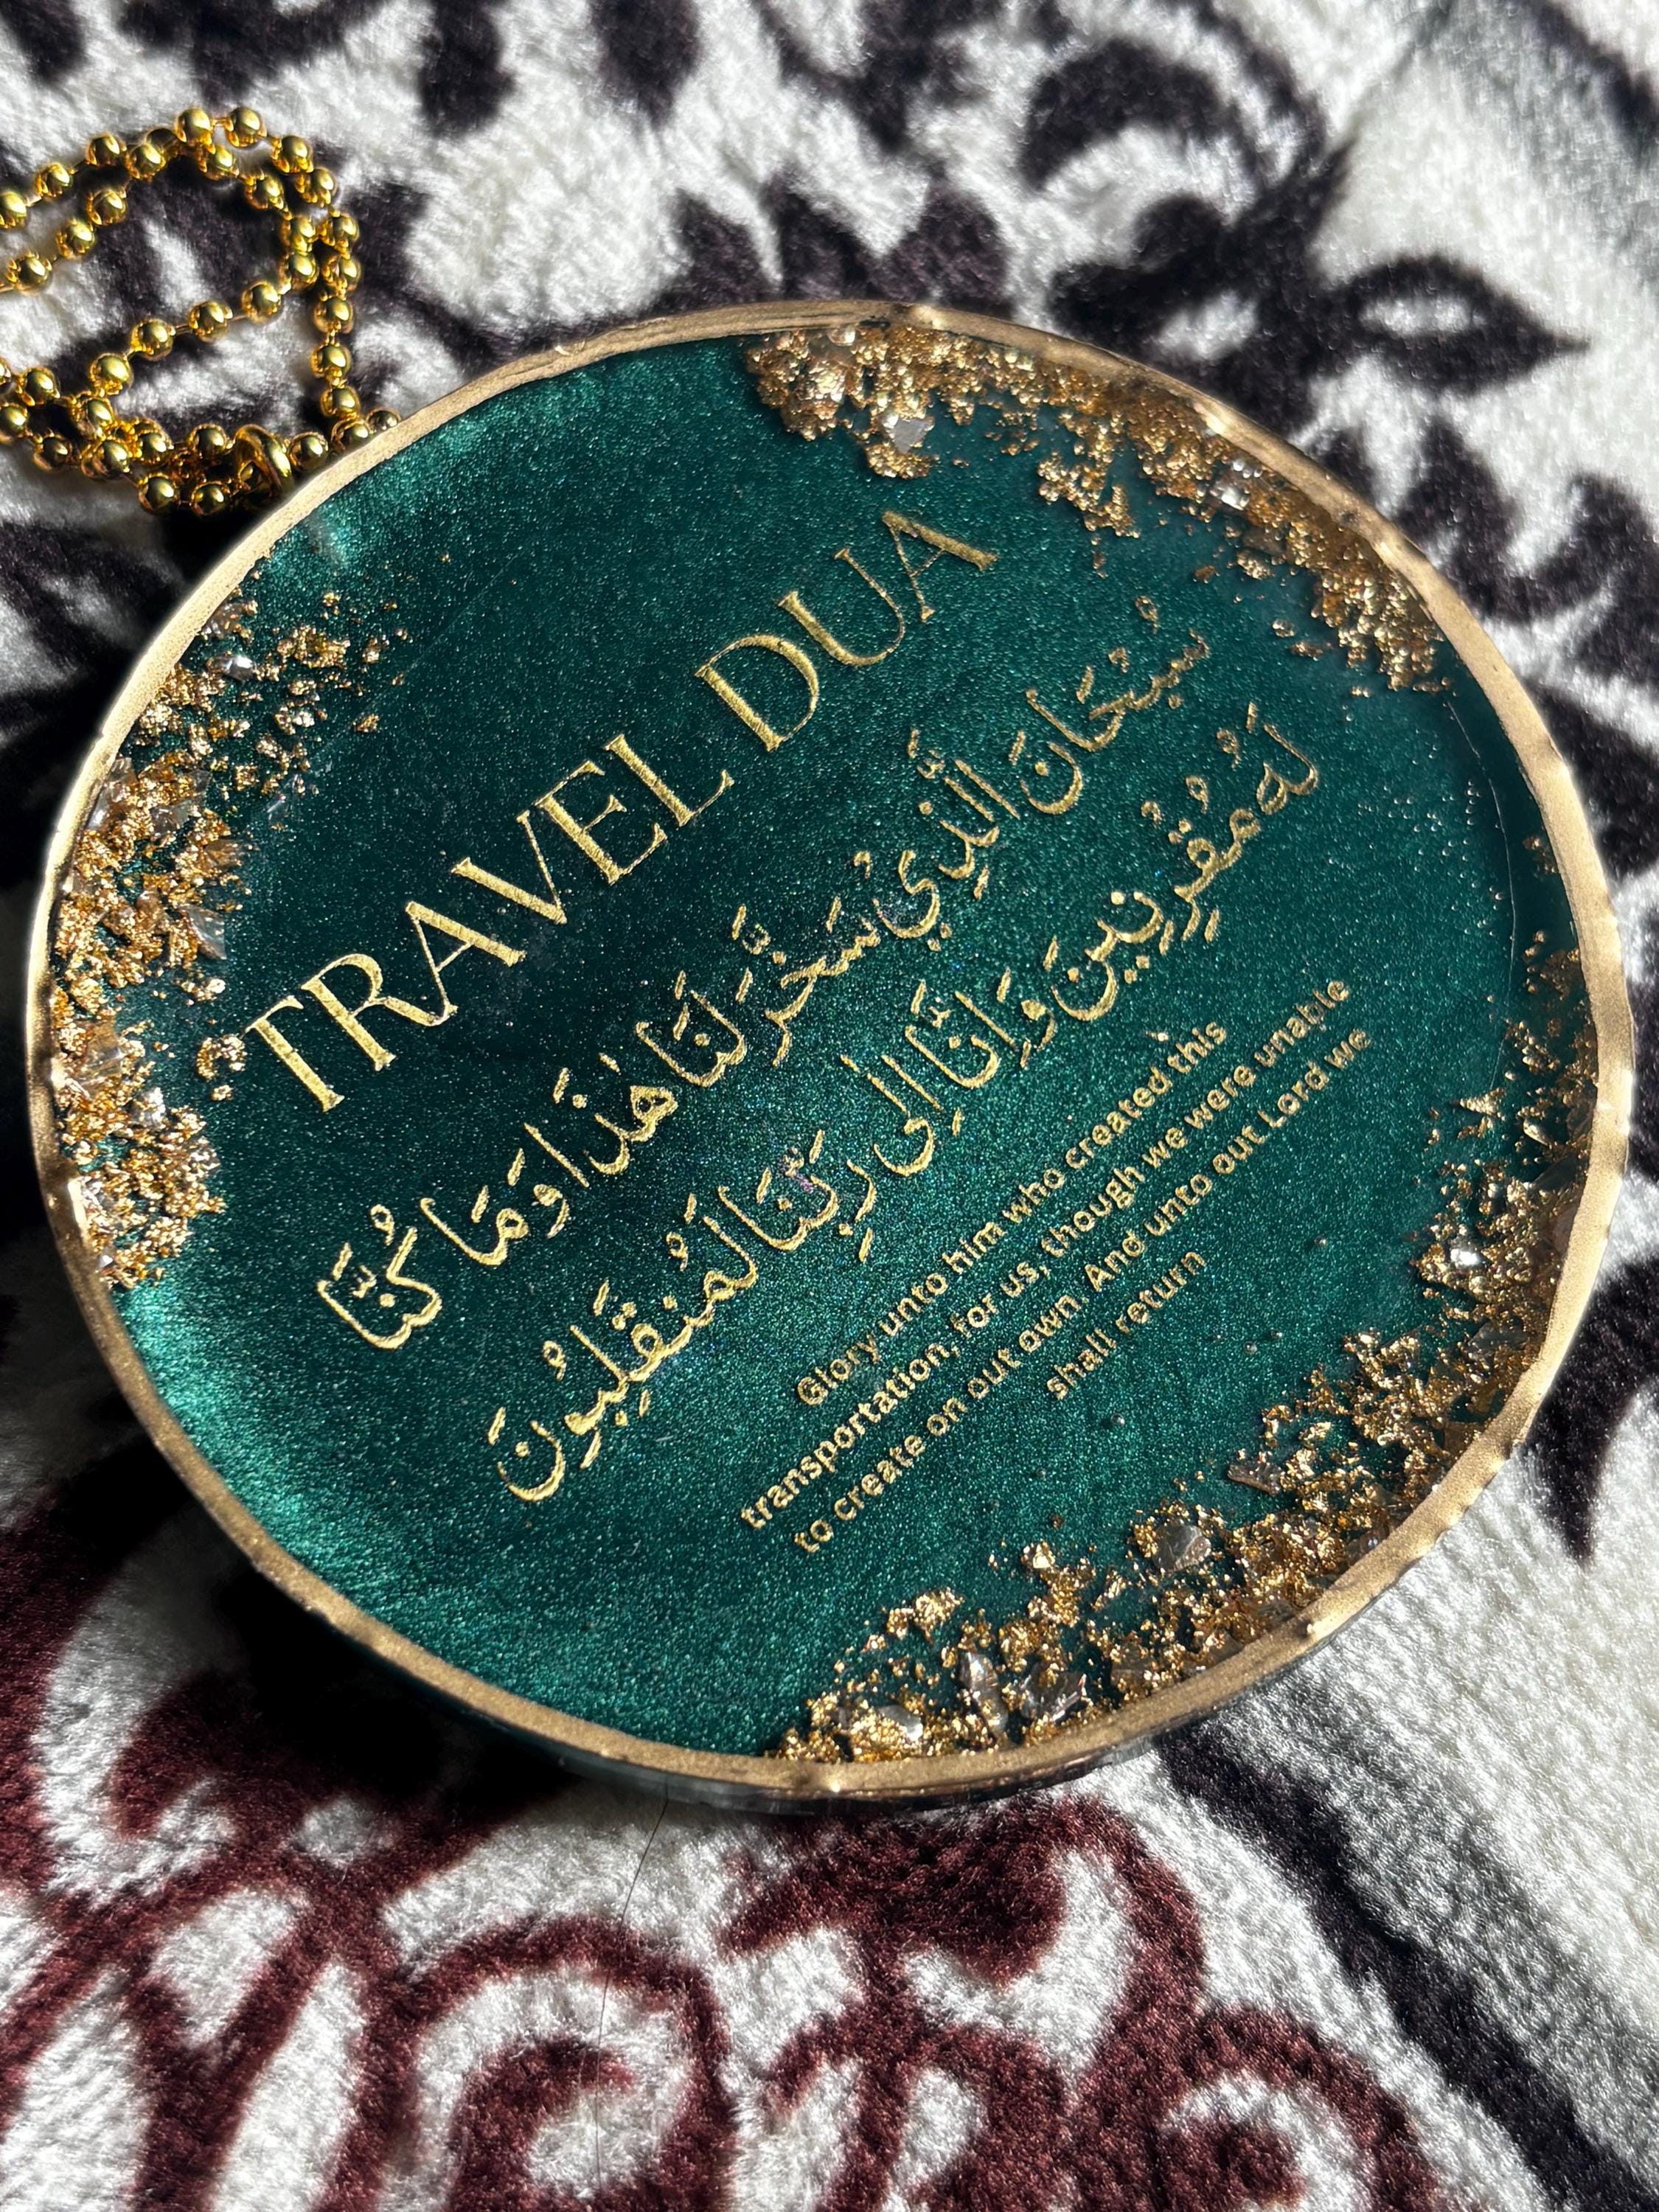 TRAVEL DUA
سُبْحَانَ الَّذِيْ سَخَّرَ لَنَا هٰذَا وَمَا كُنَّا
لَهُ مُقْرِنِيْنَ وَإِنَّا إِلٰى رَبِّنَا لَمُنْقَلِبُونَ
Glory unto him who created this
transportation, for us, though we were unable
to create on out own. And unto out Lord we
shall return